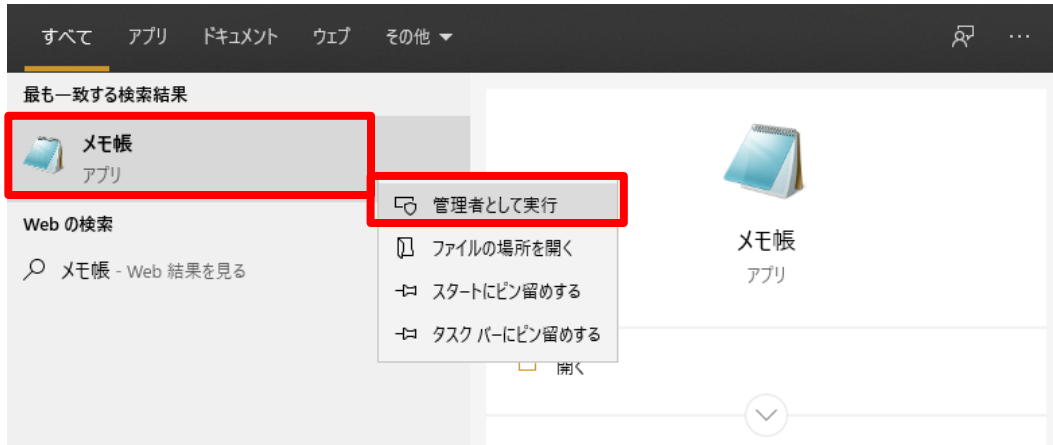 すべて アプリ ドキュメント ウェブ その他
最も一致する検索結果
メモ帳
アプリ
Web の検索
メモ帳 - Web 結果を見る
管理者として実行
ファイルの場所を開く
スタートにピン留めする
タスク バーにピン留めする
メモ帳
アプリ
開く